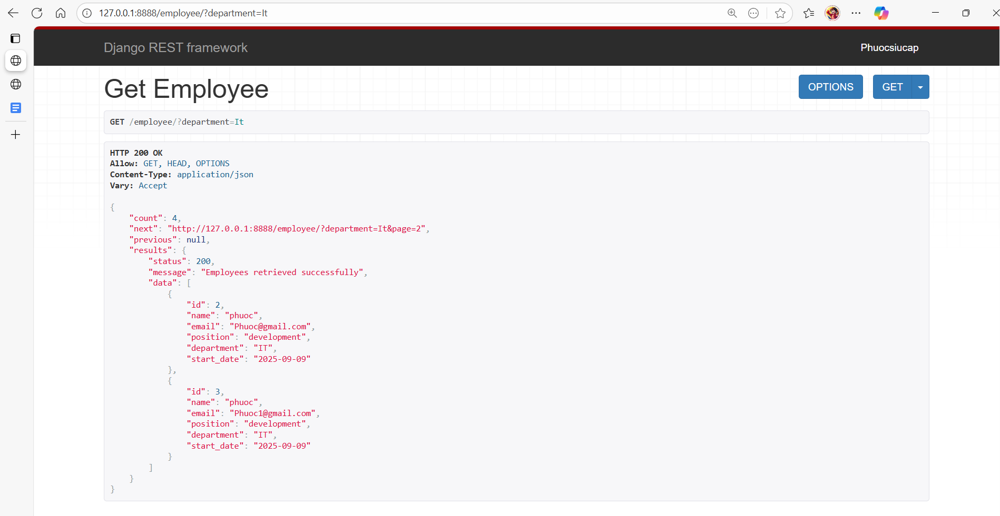 127.0.0.1:8888/employee/?department=It
Django REST framework
Phuocsiucap
Get Employee
OPTIONS
GET
GET /employee/?department=It
HTTP 200 OK
Allow: GET, HEAD, OPTIONS
Content-Type: application/json
Vary: Accept
{
    "count": 4,
    "next": "http://127.0.0.1:8888/employee/?department=It&page=2",
    "previous": null,
    "results": {
        "status": 200,
        "message": "Employees retrieved successfully",
        "data": [
            {
                "id": 2,
                "name": "phuoc",
                "email": "Phuoc@gmail.com",
                "position": "development",
                "department": "IT",
                "start_date": "2025-09-09"
            },
            {
                "id": 3,
                "name": "phuoc",
                "email": "Phuoc1@gmail.com",
                "position": "development",
                "department": "IT",
                "start_date": "2025-09-09"
            }
        ]
    }
}